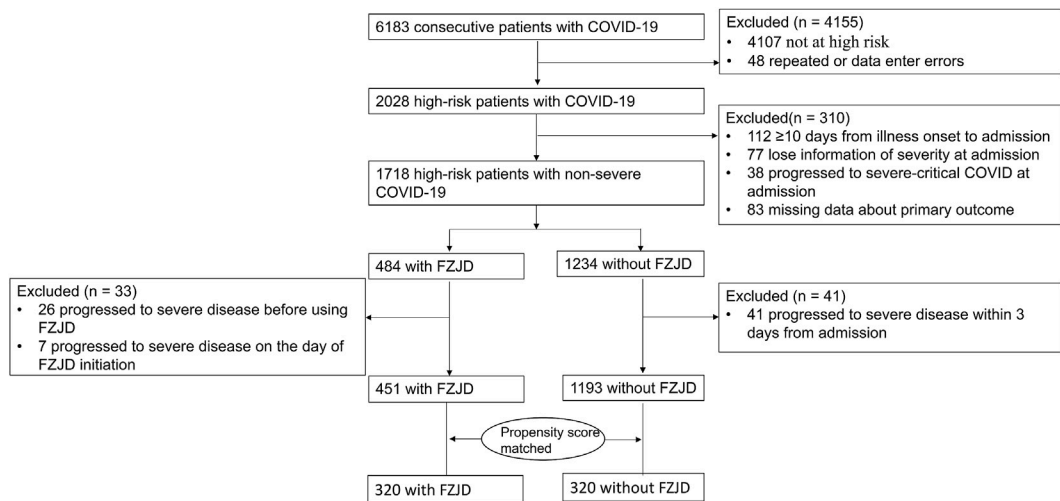 6183 consecutive patients with COVID-19
Excluded (n = 4155)
• 4107 not at high risk
• 48 repeated or data enter errors
2028 high-risk patients with COVID-19
Excluded(n = 310)
• 112 ≥10 days from illness onset to admission
• 77 lose information of severity at admission
• 38 progressed to severe-critical COVID at
admission
• 83 missing data about primary outcome
1718 high-risk patients with non-severe
COVID-19
484 with FZJD
1234 without FZJD
Excluded (n = 33)
• 26 progressed to severe disease before using
FZJD
• 7 progressed to severe disease on the day of
FZJD initiation
Excluded (n = 41)
• 41 progressed to severe disease within 3
days from admission
451 with FZJD
1193 without FZJD
Propensity score
matched
320 with FZJD
320 without FZJD